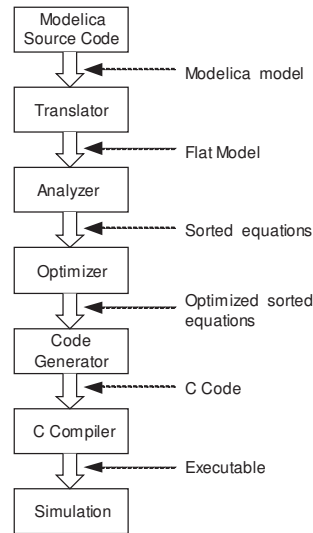 Modelica
Source Code
Modelica model
Translator
Flat Model
Analyzer
Sorted equations
Optimizer
Optimized sorted
equations
Code
Generator
C Code
C Compiler
Executable
Simulation